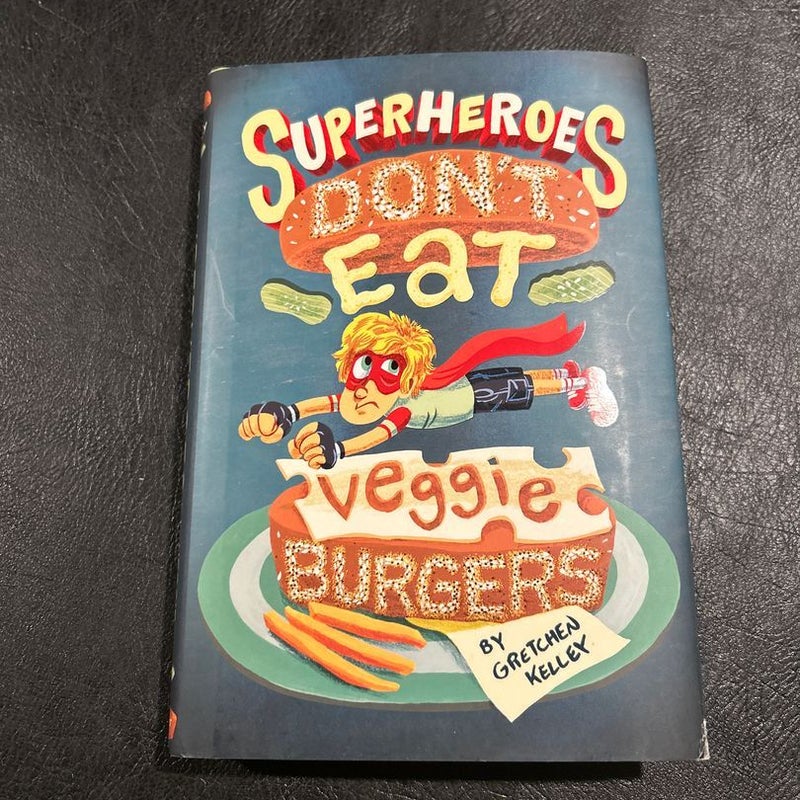 SUPERHEROES
DON'T
EaT
veggie
BURGERS
BY
GRETCHEN
KELLEY